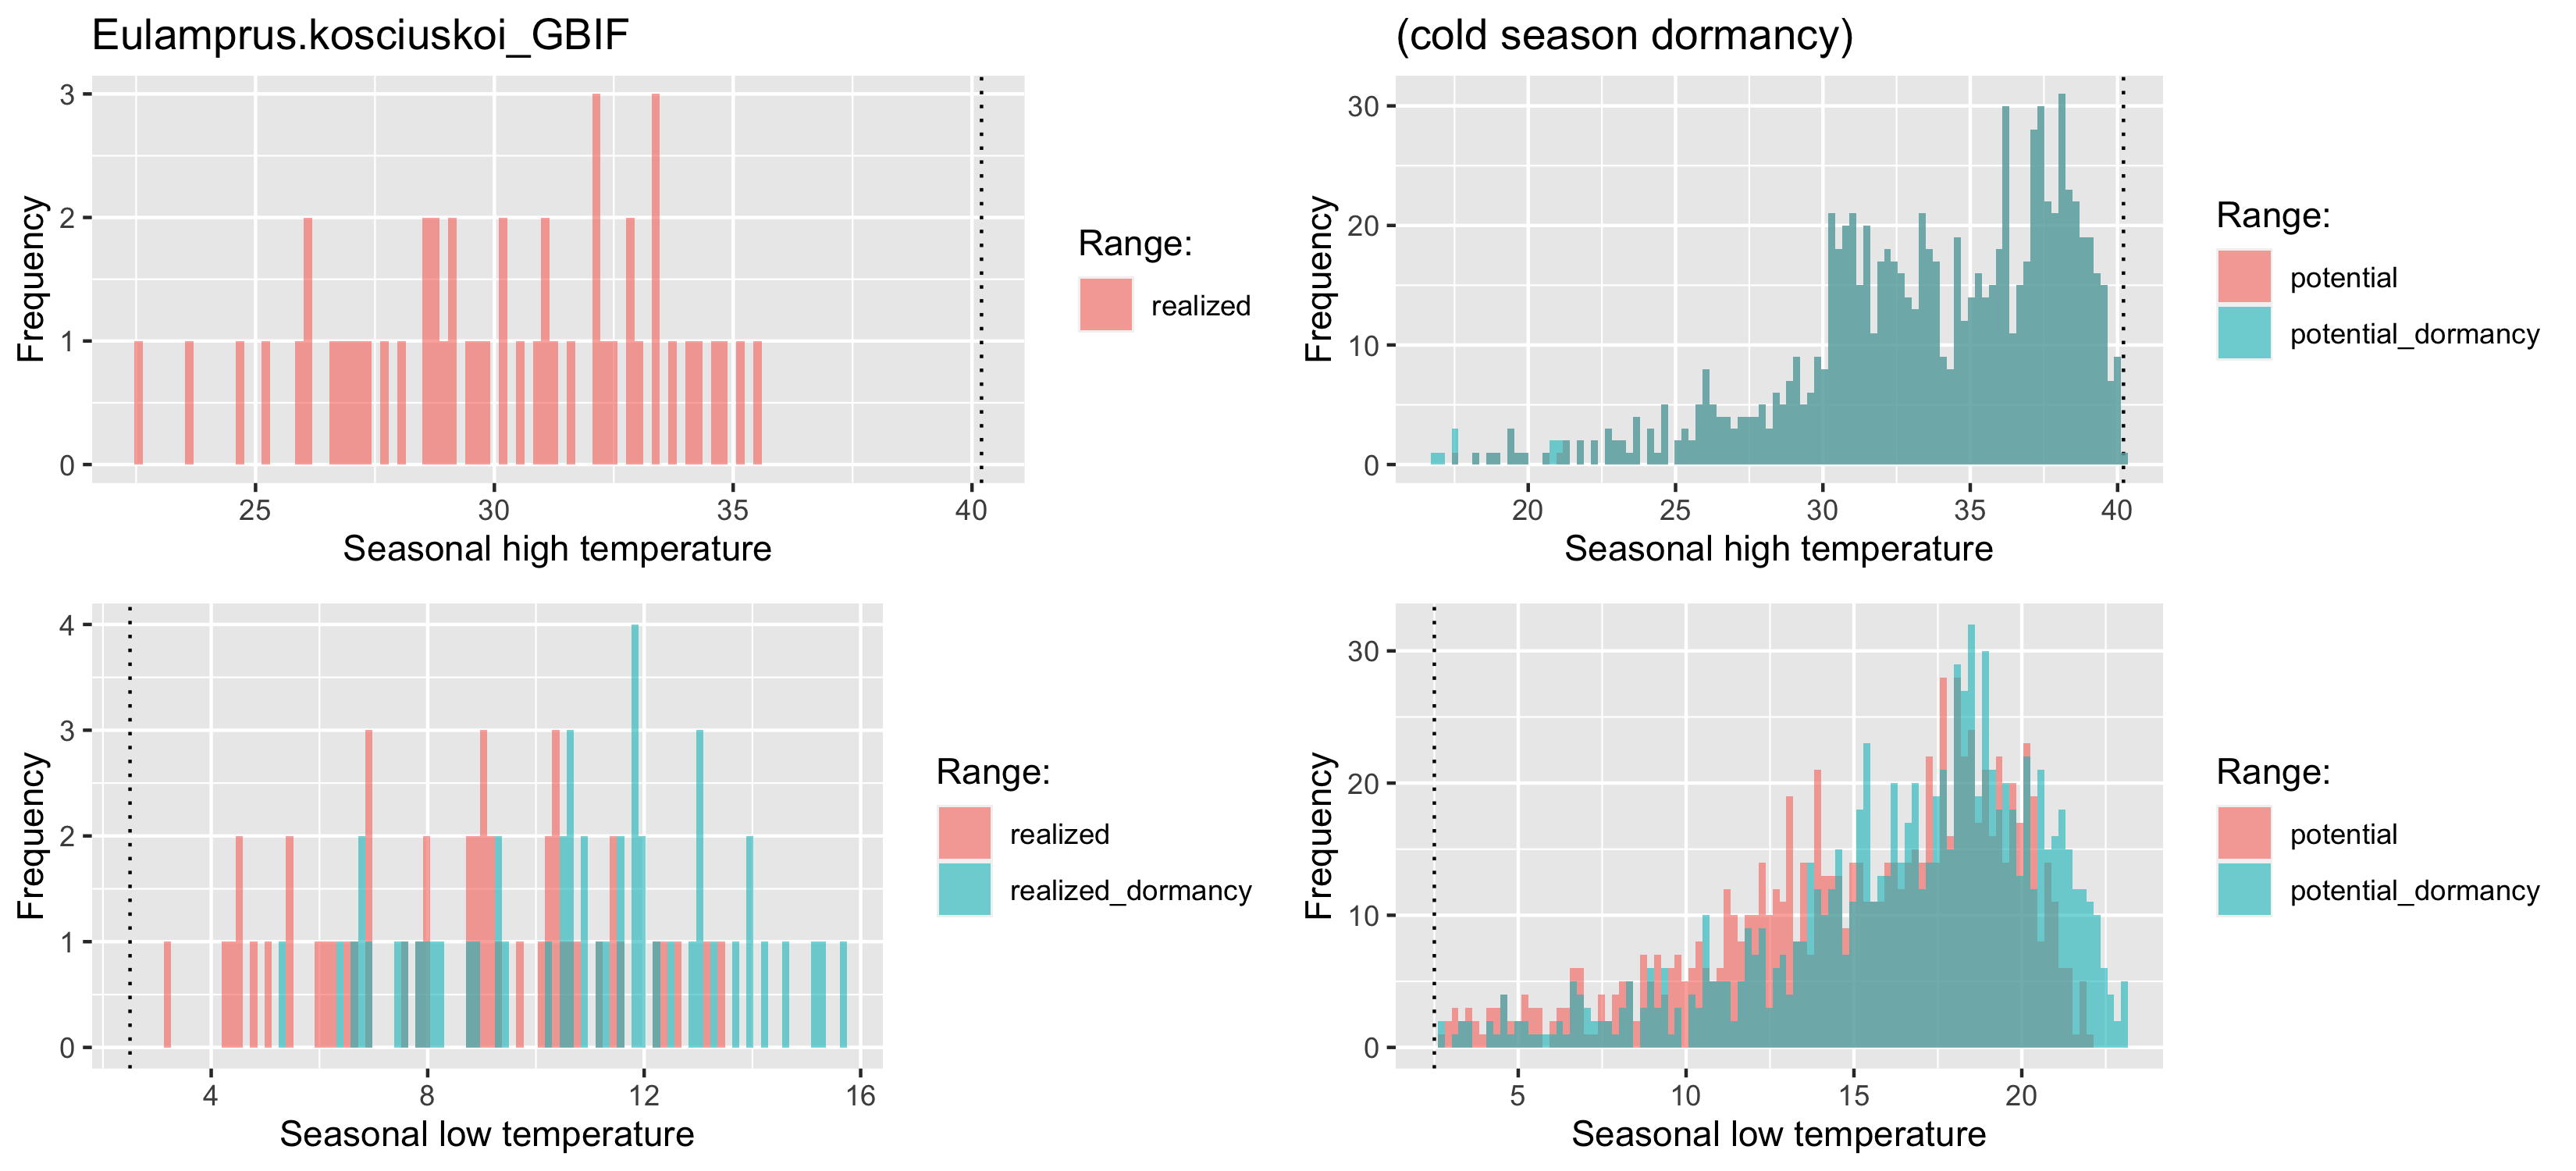 Eulamprus.kosciuskoi_GBIF
(cold season dormancy)
3
2
1
0
Frequency
25 30 35 40
Seasonal high temperature
Range:
realized
30
20
10
0
Frequency
20 25 30 35 40
Seasonal high temperature
Range:
potential
potential_dormancy
4
3
2
1
0
Frequency
4 8 12 16
Seasonal low temperature
Range:
realized
realized_dormancy
30
20
10
0
Frequency
5 10 15 20
Seasonal low temperature
Range:
potential
potential_dormancy